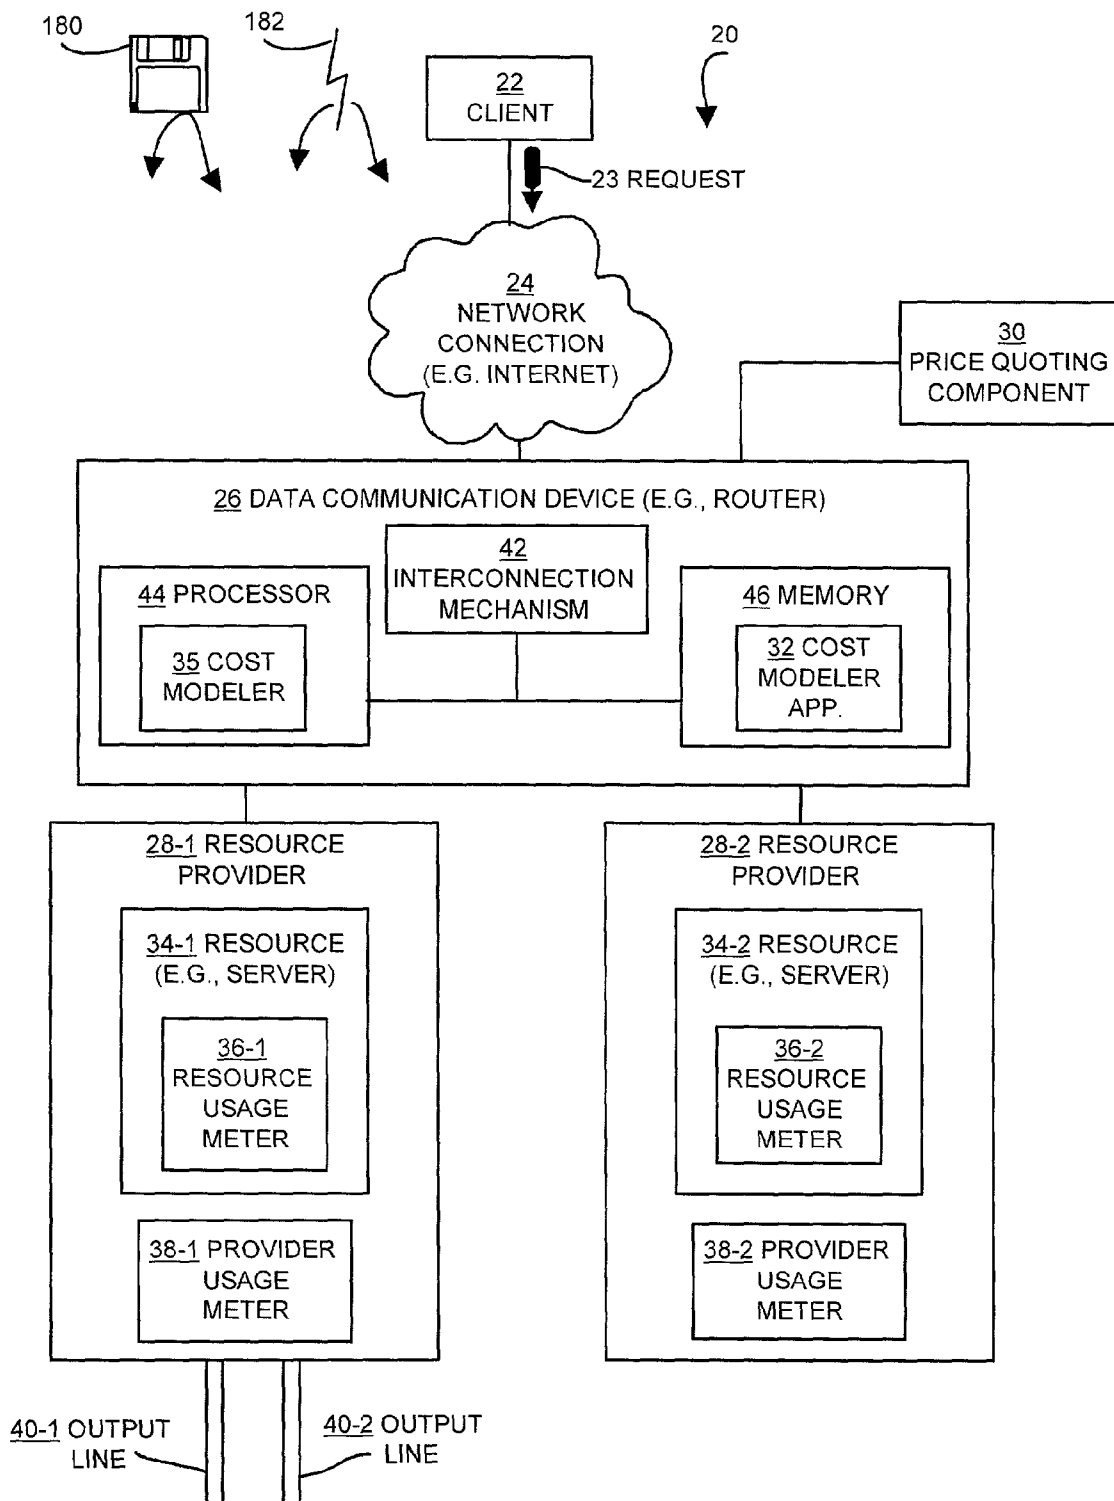 180
182
20
22
CLIENT
23 REQUEST
24
NETWORK
CONNECTION
(E.G. INTERNET)
30
PRICE QUOTING
COMPONENT
26 DATA COMMUNICATION DEVICE (E.G., ROUTER)
42
INTERCONNECTION
MECHANISM
44 PROCESSOR
35 COST
MODELER
46 MEMORY
32 COST
MODELER
APP.
28-1 RESOURCE
PROVIDER
34-1 RESOURCE
(E.G., SERVER)
36-1
RESOURCE
USAGE
METER
38-1 PROVIDER
USAGE
METER
28-2 RESOURCE
PROVIDER
34-2 RESOURCE
(E.G., SERVER)
36-2
RESOURCE
USAGE
METER
38-2 PROVIDER
USAGE
METER
40-1 OUTPUT
LINE
40-2 OUTPUT
LINE